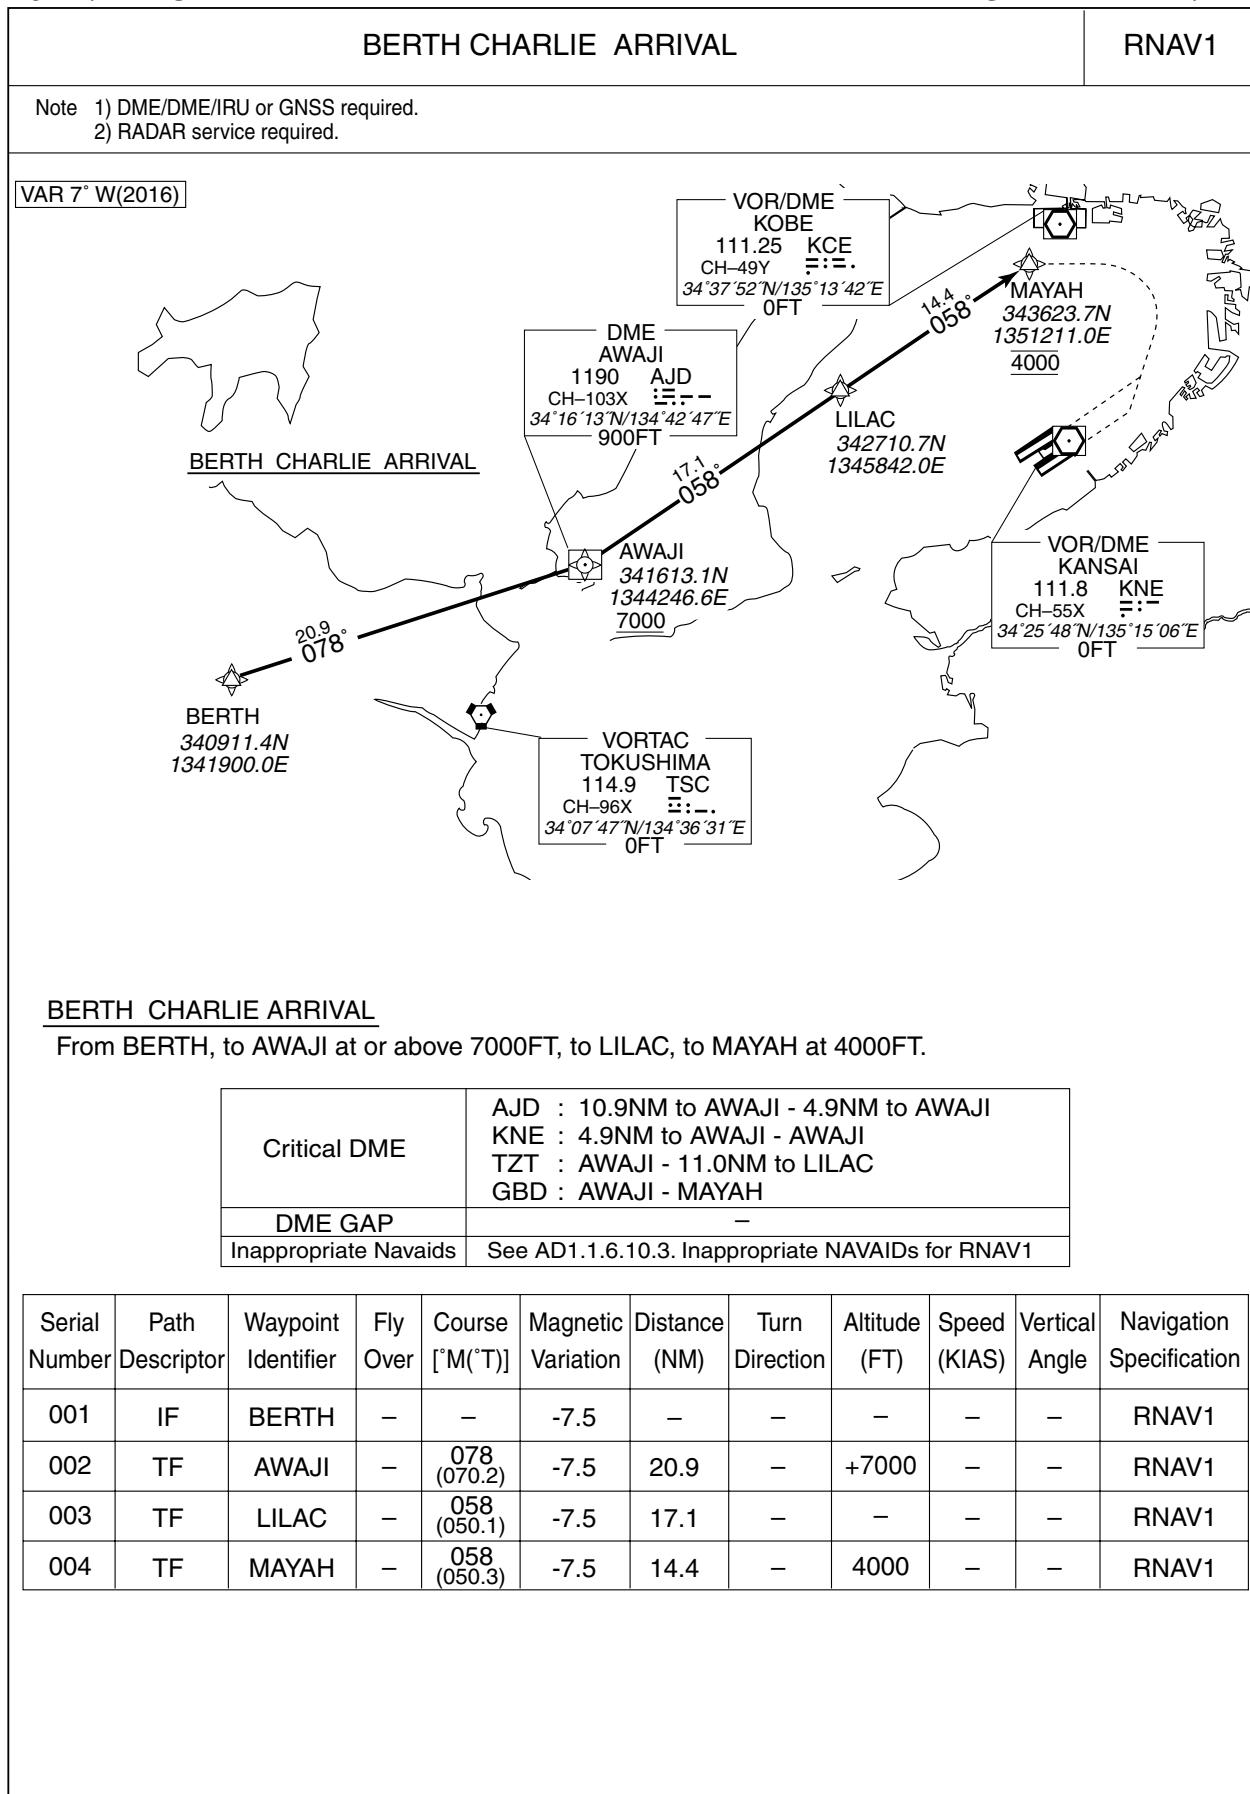 BERTH CHARLIE ARRIVAL
RNAV1
Note 1) DME/DME/IRU or GNSS required.
2) RADAR service required.
VAR 7˚ W(2016)
VOR/DME
KOBE
111.25 KCE
CH–49Y
34˚37´52˝N/135˚13´42˝E
0FT
14.4
058˚
MAYAH
343623.7N
1351211.0E
4000
DME
AWAJI
1190 AJD
CH–103X
34˚16´13˝N/134˚42´47˝E
900FT
LILAC
342710.7N
1345842.0E
BERTH CHARLIE ARRIVAL
17.1
058˚
AWAJI
341613.1N
1344246.6E
7000
VOR/DME
KANSAI
111.8 KNE
CH–55X
34˚25´48˝N/135˚15´06˝E
0FT
20.9
078˚
BERTH
340911.4N
1341900.0E
VORTAC
TOKUSHIMA
114.9 TSC
CH–96X
34˚07´47˝N/134˚36´31˝E
0FT
BERTH CHARLIE ARRIVAL
From BERTH, to AWAJI at or above 7000FT, to LILAC, to MAYAH at 4000FT.
Critical DME
AJD : 10.9NM to AWAJI - 4.9NM to AWAJI
KNE : 4.9NM to AWAJI - AWAJI
TZT : AWAJI - 11.0NM to LILAC
GBD : AWAJI - MAYAH
DME GAP –
Inappropriate Navaids See AD1.1.6.10.3. Inappropriate NAVAIDs for RNAV1
Serial Path Waypoint Fly Course Magnetic Distance Turn Altitude Speed Vertical Navigation
Number Descriptor Identifier Over [˚M(˚T)] Variation (NM) Direction (FT) (KIAS) Angle Specification
001 IF BERTH – – -7.5 – – – – – RNAV1
002 TF AWAJI – 078 (070.2) -7.5 20.9 – +7000 – – RNAV1
003 TF LILAC – 058 (050.1) -7.5 17.1 – – – – RNAV1
004 TF MAYAH – 058 (050.3) -7.5 14.4 – 4000 – – RNAV1